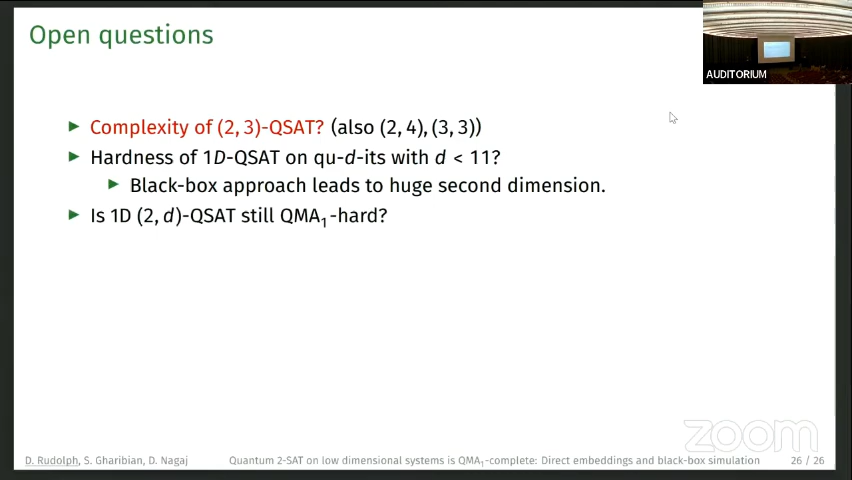 Open questions
AUDITORIUM
▶ Complexity of (2, 3)-QSAT? (also (2, 4), (3, 3))
▶ Hardness of 1D-QSAT on qu-d-its with d < 11?
▶ Black-box approach leads to huge second dimension.
▶ Is 1D (2, d)-QSAT still QMA₁-hard?
zoom
D. Rudolph, S. Gharibian, D. Nagaj Quantum 2-SAT on low dimensional systems is QMA₁-complete: Direct embeddings and black-box simulation 26 / 26